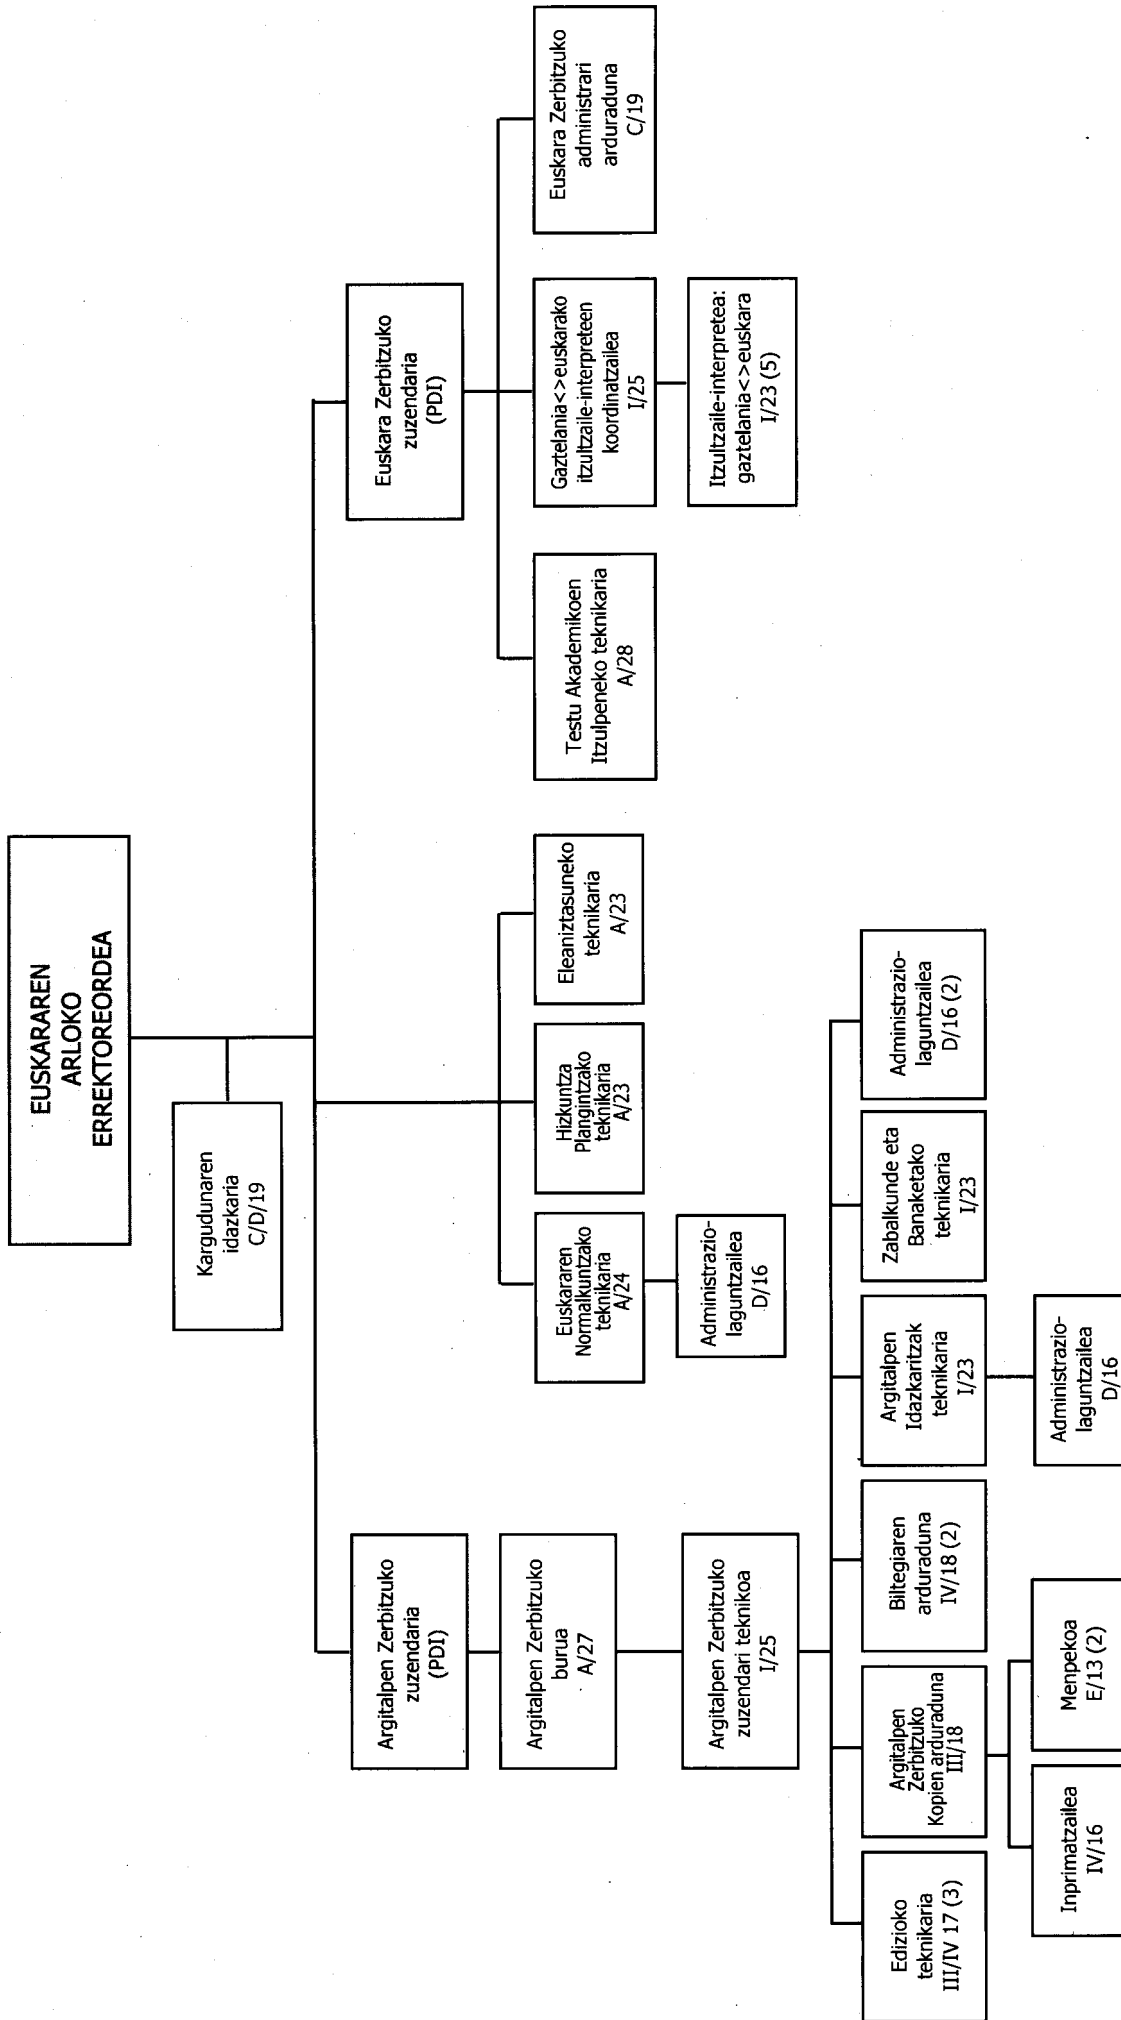 EUSKARAREN
ARLOKO
ERREKTOREORDEA
Kargudunaren
idazkaria
C/D/19
Argitalpen Zerbitzuko
zuzendaria
(PDI)
Argitalpen Zerbitzuko
burua
A/27
Argitalpen Zerbitzuko
zuzendari teknikoa
I/25
Edizioko
teknikaria
III/IV 17 (3)
Argitalpen
Zerbitzuko
Kopien arduraduna
III/18
Inprimatzailea
IV/16
Menpekoa
E/13 (2)
Biltegiaren
arduraduna
IV/18 (2)
Argitalpen
Idazkaritzak
teknikaria
I/23
Administrazio-
laguntzailea
D/16
Zabalkunde eta
Banaketako
teknikaria
I/23
Administrazio-
laguntzailea
D/16 (2)
Euskararen
Normalkuntzako
teknikaria
A/24
Administrazio-
laguntzailea
D/16
Hizkuntza
Plangintzako
teknikaria
A/23
Eleaniztasuneko
teknikaria
A/23
Euskara Zerbitzuko
zuzendaria
(PDI)
Testu Akademikoen
Itzulpeneko teknikaria
A/28
Gaztelania<>euskarako
itzultzaile-interpreteen
koordinatzailea
I/25
Itzultzaile-interpretea:
gaztelania<>euskara
I/23 (5)
Euskara Zerbitzuko
administrari
arduraduna
C/19